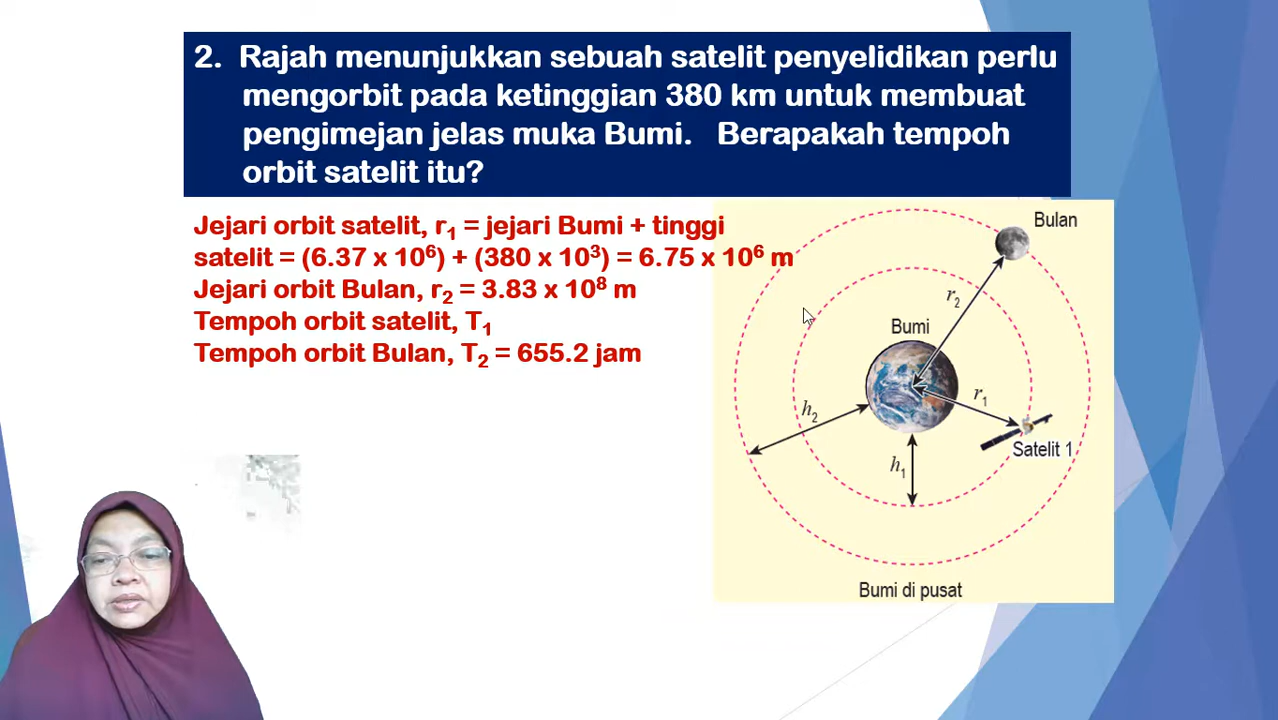 2. Rajah menunjukkan sebuah satelit penyelidikan perlu
mengorbit pada ketinggian 380 km untuk membuat
pengimejan jelas muka Bumi. Berapakah tempoh
orbit satelit itu?
Jejari orbit satelit, r₁ = jejari Bumi + tinggi
satelit = (6.37 x 10⁶) + (380 x 10³) = 6.75 x 10⁶ m
Jejari orbit Bulan, r₂ = 3.83 x 10⁸ m
Tempoh orbit satelit, T₁
Tempoh orbit Bulan, T₂ = 655.2 jam
Bulan
r₂
Bumi
r₁
h₂
Satelit 1
h₁
Bumi di pusat